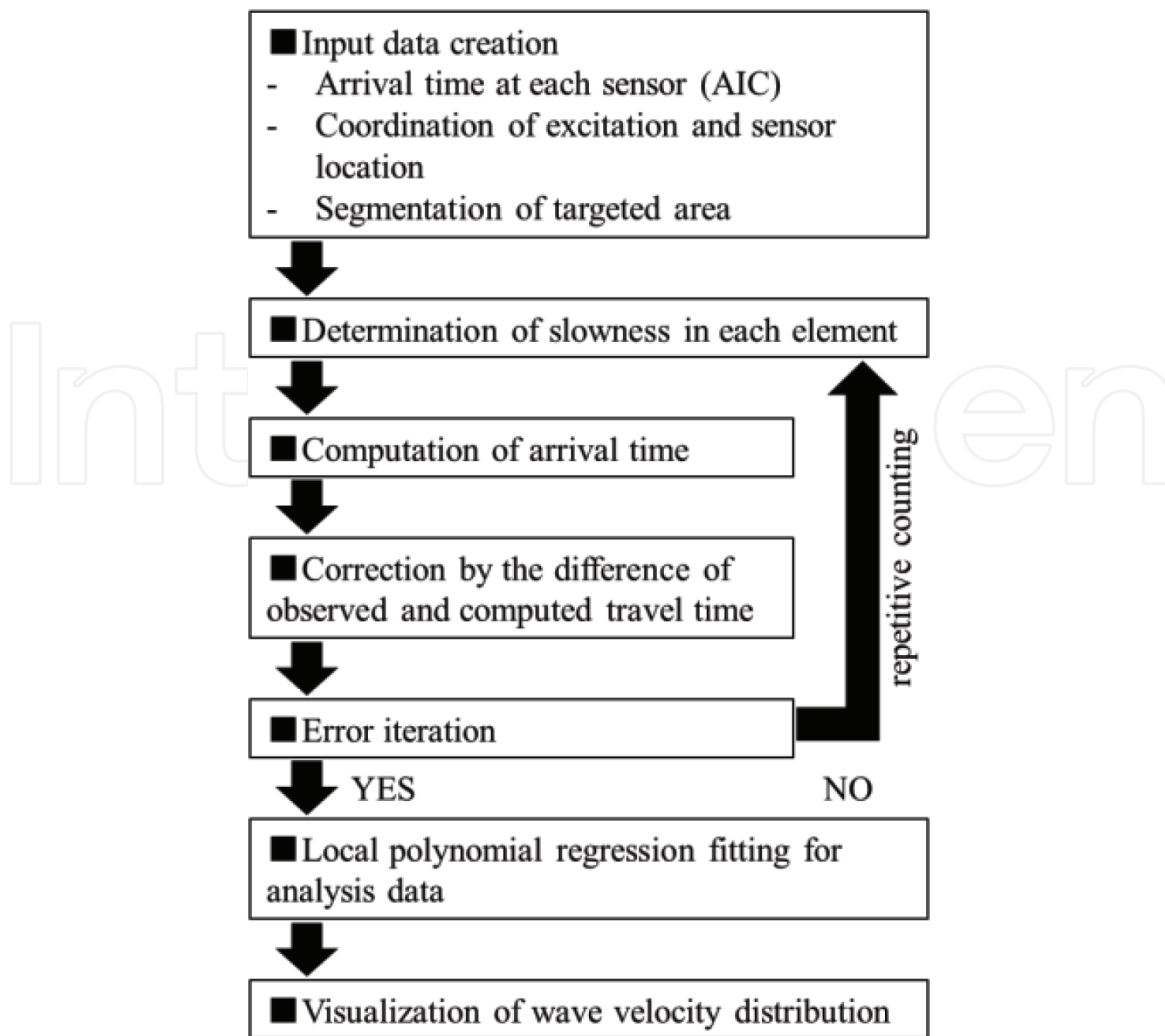 ■Input data creation
- Arrival time at each sensor (AIC)
- Coordination of excitation and sensor
location
- Segmentation of targeted area
■Determination of slowness in each element
■Computation of arrival time
■Correction by the difference of
observed and computed travel time
■Error iteration
repetitive counting
YES
NO
■Local polynomial regression fitting for
analysis data
■Visualization of wave velocity distribution
Int
en